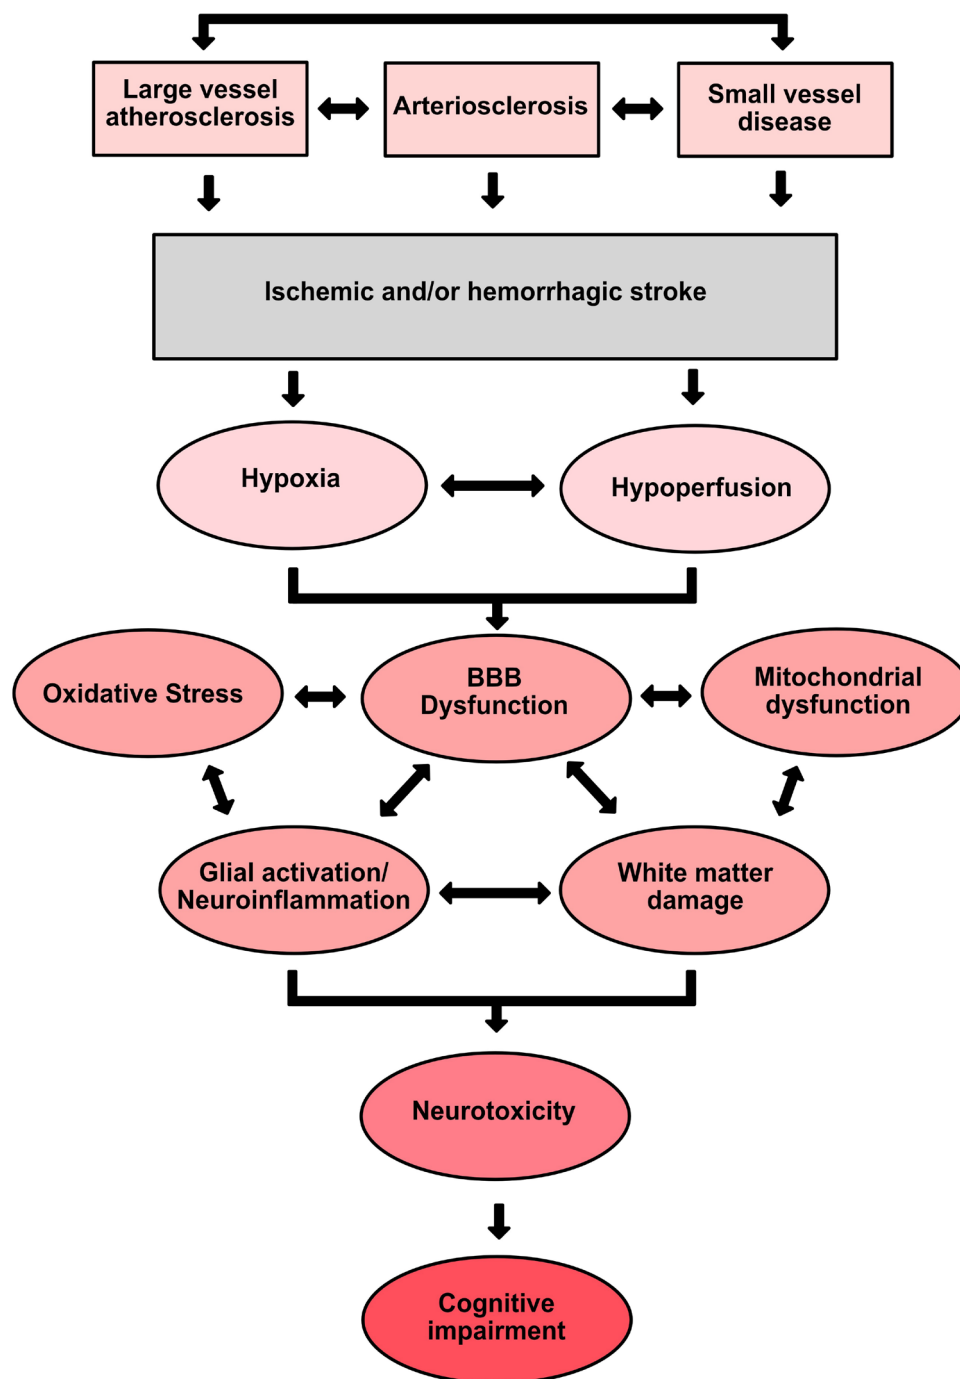 Large vessel
atherosclerosis
Arteriosclerosis
Small vessel
disease
Ischemic and/or hemorrhagic stroke
Hypoxia
Hypoperfusion
Oxidative Stress
BBB
Dysfunction
Mitochondrial
dysfunction
Glial activation/
Neuroinflammation
White matter
damage
Neurotoxicity
Cognitive
impairment